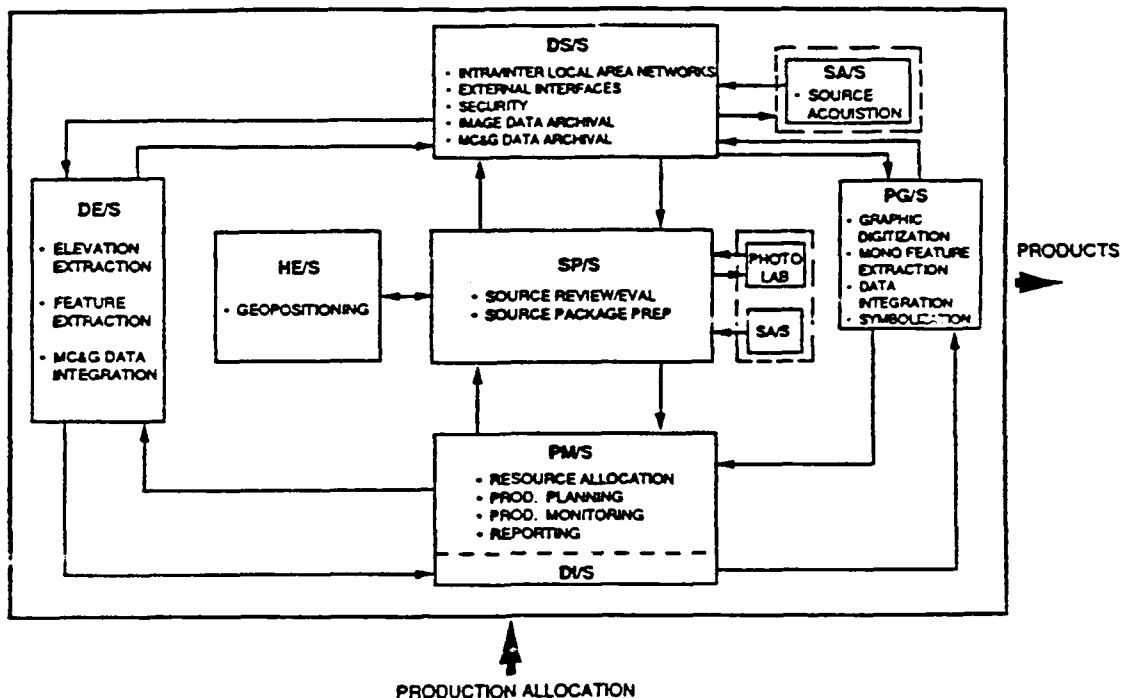 DS/S
• INTRA/INTER LOCAL AREA NETWORKS
• EXTERNAL INTERFACES
• SECURITY
• IMAGE DATA ARCHIVAL
• MC&G DATA ARCHIVAL
SA/S
• SOURCE
ACQUISTION
DE/S
• ELEVATION
EXTRACTION
• FEATURE
EXTRACTION
• MC&G DATA
INTEGRATION
HE/S
• GEOPOSITIONING
SP/S
• SOURCE REVIEW/EVAL
• SOURCE PACKAGE PREP
PHOTO
LAB
SA/S
PG/S
• GRAPHIC
DIGITIZATION
• MONO FEATURE
EXTRACTION
• DATA
INTEGRATION
• SYMBOLIZATION
PRODUCTS
PM/S
• RESOURCE ALLOCATION
• PROD. PLANNING
• PROD. MONITORING
• REPORTING
DI/S
PRODUCTION ALLOCATION